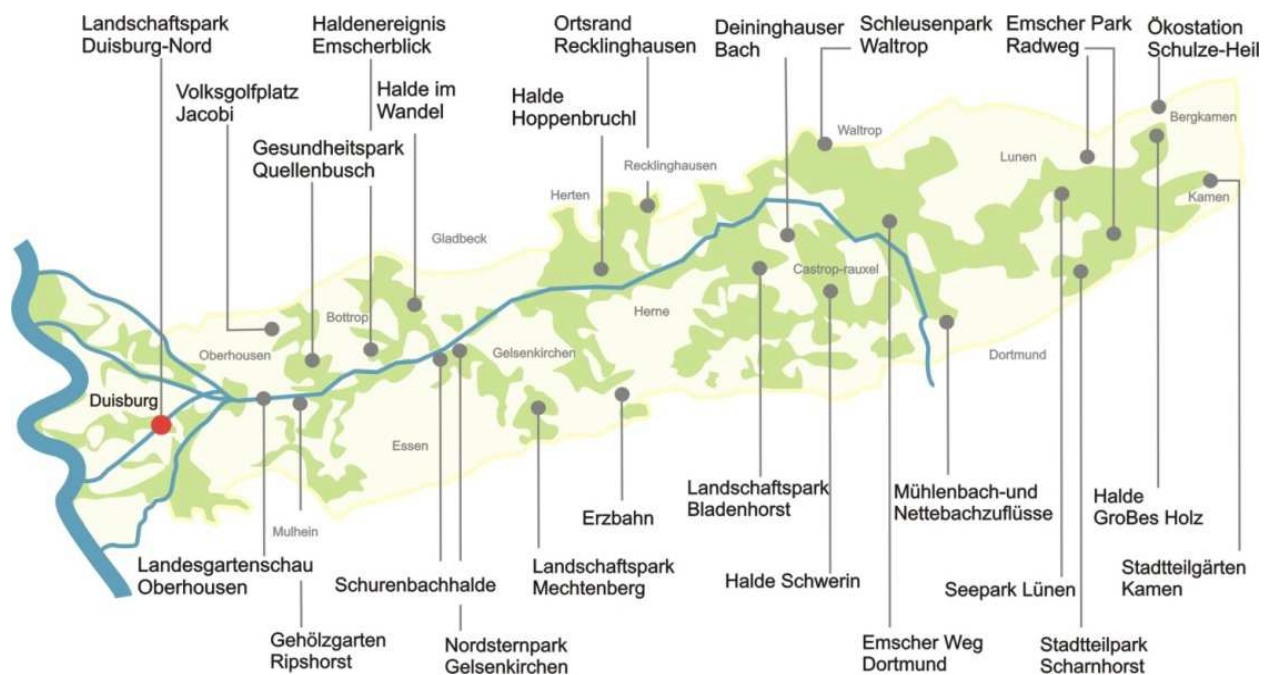 Landschaftspark
Duisburg-Nord
Haldenereignis
Emscherblick
Ortsrand
Recklinghausen
Deininghauser
Bach
Schleusenpark
Waltrop
Emscher Park
Radweg
Ökostation
Schulze-Heil
Volksgolfplatz
Jacobi
Halde im
Wandel
Halde
Hoppenbruchl
Gesundheitspark
Quellenbusch
Bergkamen
Waltrop
Lunen
Recklinghausen
Herten
Kamen
Gladbeck
Castrop-rauxel
Bottrop
Herne
Oberhousen
Gelsenkirchen
Dortmund
Duisburg
Essen
Mulhein
Landschaftspark
Bladenhorst
Mühlenbach-und
Nettebachzuflüsse
Halde
GroBes Holz
Erzbahn
Landesgartenschau
Oberhousen
Schurenbachhalde
Landschaftspark
Mechtenberg
Halde Schwerin
Seepark Lünen
Stadtteilgärten
Kamen
Gehölzgarten
Ripshorst
Nordsternpark
Gelsenkirchen
Emscher Weg
Dortmund
Stadtteilpark
Scharnhorst